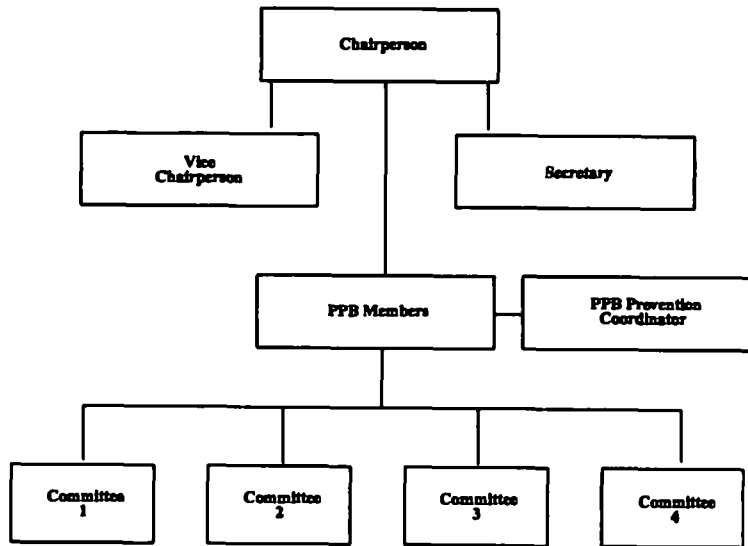 Chairperson
Vice
Chairperson
Secretary
PPB Members
PPB Prevention
Coordinator
Committee
1
Committee
2
Committee
3
Committee
4